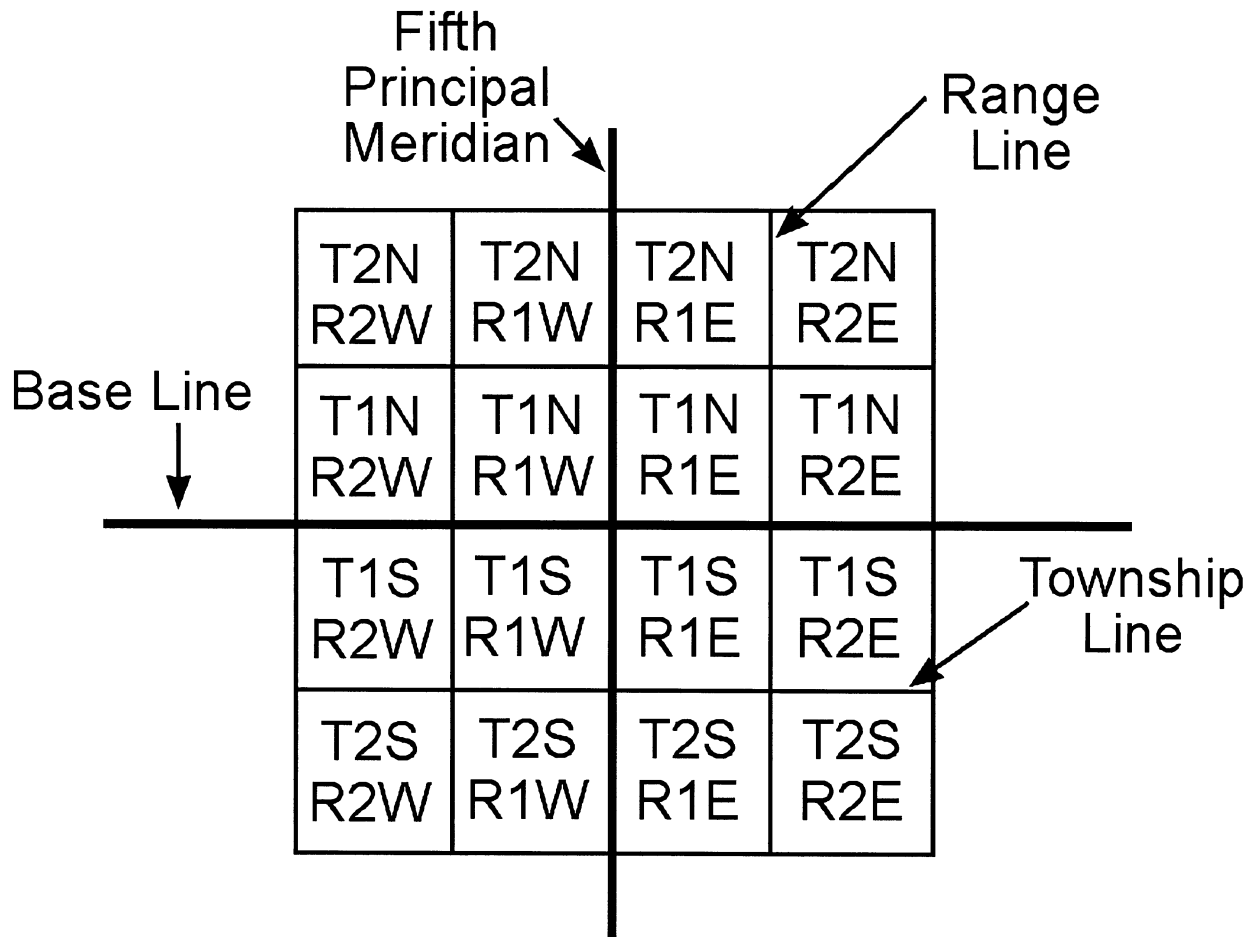 Fifth
Principal
Meridian
Range
Line
T2N T2N T2N T2N
R2W R1W R1E R2E
Base Line
T1N T1N T1N T1N
R2W R1W R1E R2E
T1S T1S T1S T1S
R2W R1W R1E R2E
Township
Line
T2S T2S T2S T2S
R2W R1W R1E R2E